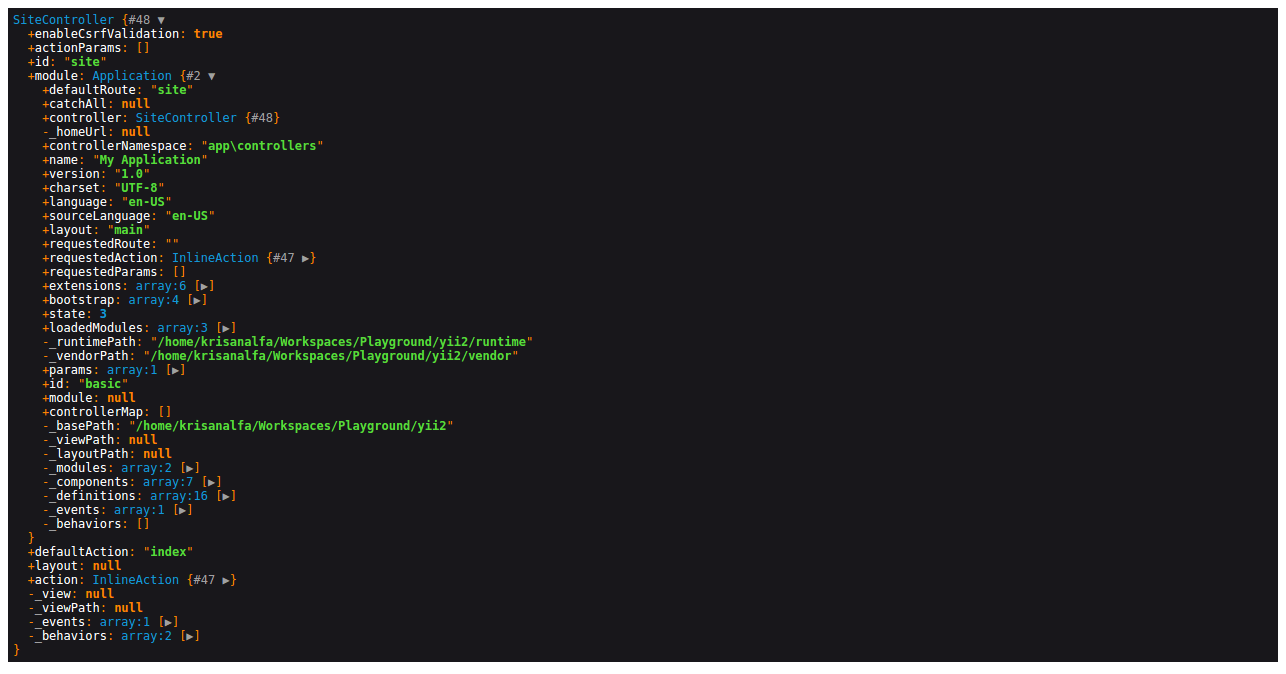 SiteController {#48 ▼
  +enableCsrfValidation: true
  +actionParams: []
  +id: "site"
  +module: Application {#2 ▼
    +defaultRoute: "site"
    +catchAll: null
    +controller: SiteController {#48}
    -_homeUrl: null
    +controllerNamespace: "app\controllers"
    +name: "My Application"
    +version: "1.0"
    +charset: "UTF-8"
    +language: "en-US"
    +sourceLanguage: "en-US"
    +layout: "main"
    +requestedRoute: ""
    +requestedAction: InlineAction {#47 ▶}
    +requestedParams: []
    +extensions: array:6 [▶]
    +bootstrap: array:4 [▶]
    +state: 3
    +loadedModules: array:3 [▶]
    -_runtimePath: "/home/krisanalfa/Workspaces/Playground/yii2/runtime"
    -_vendorPath: "/home/krisanalfa/Workspaces/Playground/yii2/vendor"
    +params: array:1 [▶]
    +id: "basic"
    +module: null
    +controllerMap: []
    -_basePath: "/home/krisanalfa/Workspaces/Playground/yii2"
    -_viewPath: null
    -_layoutPath: null
    -_modules: array:2 [▶]
    -_components: array:7 [▶]
    -_definitions: array:16 [▶]
    -_events: array:1 [▶]
    -_behaviors: []
  }
  +defaultAction: "index"
  +layout: null
  +action: InlineAction {#47 ▶}
  -_view: null
  -_viewPath: null
  -_events: array:1 [▶]
  -_behaviors: array:2 [▶]
}